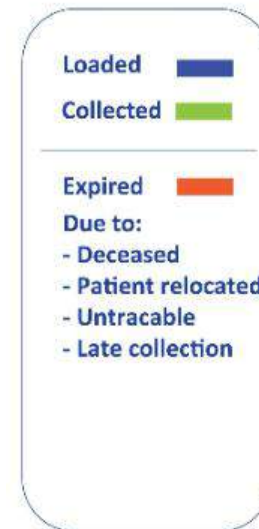 Loaded
Collected
Expired
Due to:
- Deceased
- Patient relocated
- Untracable
- Late collection